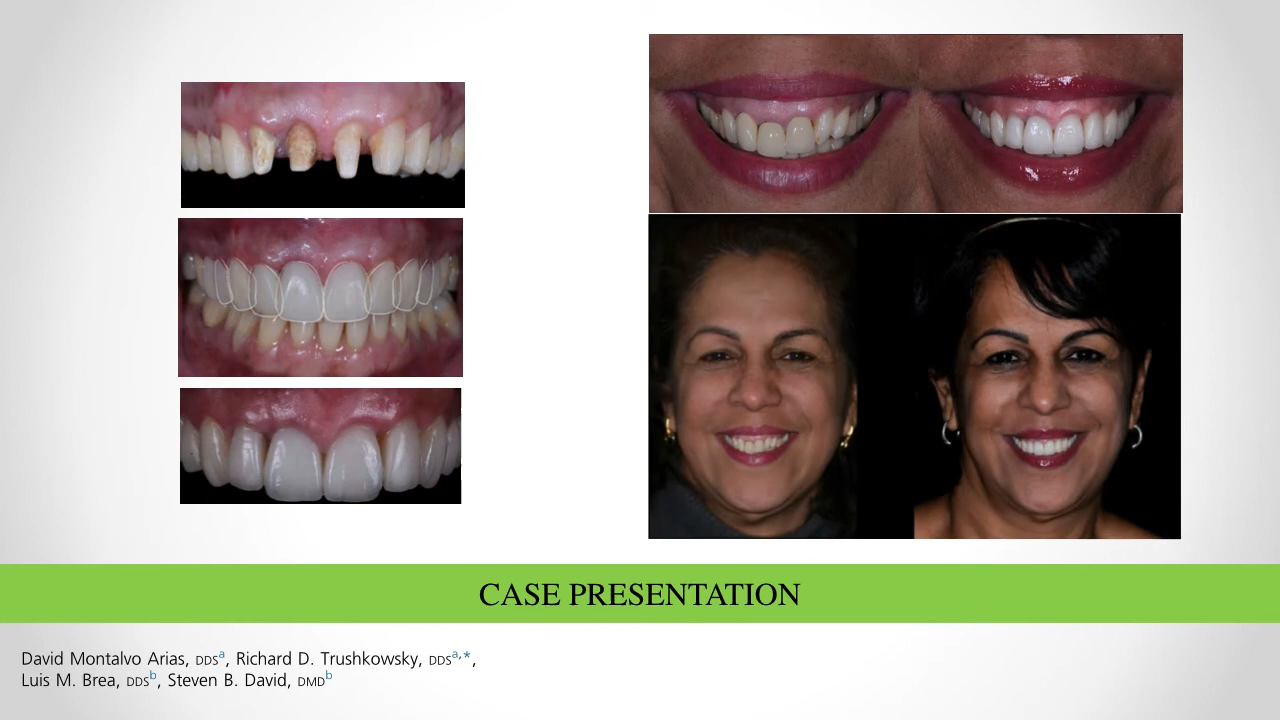 CASE PRESENTATION
David Montalvo Arias, DDSa, Richard D. Trushkowsky, DDSa,*,
Luis M. Brea, DDSb, Steven B. David, DMDb